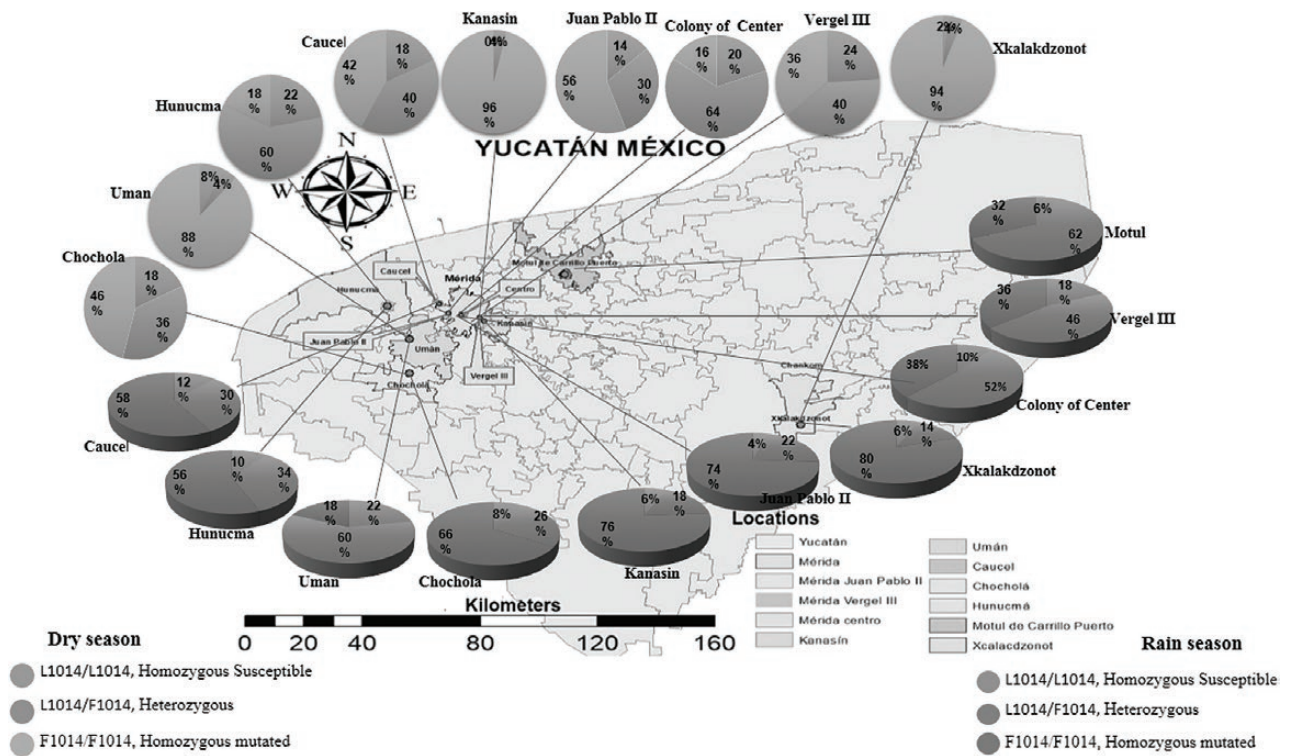 Kanasin
0%
4%
96
%
Juan Pablo II
14
%
30
%
56
%
Colony of Center
16
%
20
%
64
%
Vergel III
36
%
24
%
40
%
Xkalakdzonot
2%
4%
94
%
Caucel
42
%
18
%
40
%
Hunucma
18
%
22
%
60
%
YUCATÁN MÉXICO
N
W
E
S
Uman
8%
4%
88
%
Chochola
46
%
18
%
36
%
Motul
32
%
6%
62
%
Vergel III
36
%
18
%
46
%
Colony of Center
38%
10%
52%
Xkalakdzonot
6%
14
%
80
%
Juan Pablo II
4%
22
%
74
%
Kanasin
6%
18
%
76
%
Chochola
8%
26
%
66
%
Uman
18
%
22
%
60
%
Hunucma
10
%
34
%
56
%
Caucel
12
%
30
%
58
%
Motul de Carrillo Puerto
Caucel
Mérida
Hunucmá
Centro
Kanasín
Juan Pablo II
Umán
Vergel III
Chocholá
Chankom
Xkalakdzonot
Locations
Yucatán
Mérida
Mérida Juan Pablo II
Mérida Vergel III
Mérida centro
Kanasín
Umán
Caucel
Chocholá
Hunucmá
Motul de Carrillo Puerto
Xcalacdzonot
Kilometers
0 10 20 40 80 120 160
Dry season
L1014/L1014, Homozygous Susceptible
L1014/F1014, Heterozygous
F1014/F1014, Homozygous mutated
Rain season
L1014/L1014, Homozygous Susceptible
L1014/F1014, Heterozygous
F1014/F1014, Homozygous mutated